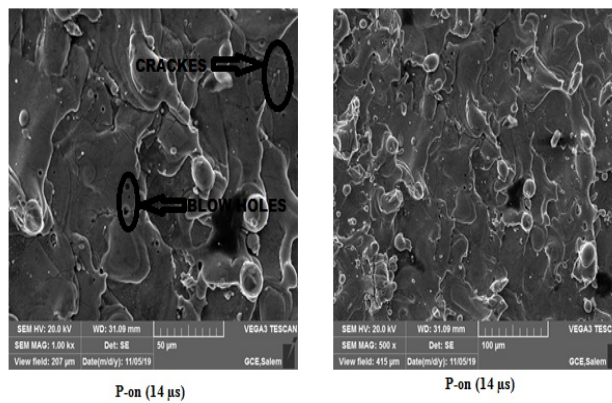 CRACKES
BLOW HOLES
SEM HV: 20.0 kV WD: 31.09 mm VEGA3 TESCAN
SEM MAG: 1.00 kx Det: SE 50 µm
View field: 207 µm Date(m/d/y): 11/05/19 GCE,Salem
P-on (14 µs)
SEM HV: 20.0 kV WD: 31.09 mm VEGA3 TESCAN
SEM MAG: 500 x Det: SE 100 µm
View field: 415 µm Date(m/d/y): 11/05/19 GCE,Salem
P-on (14 µs)